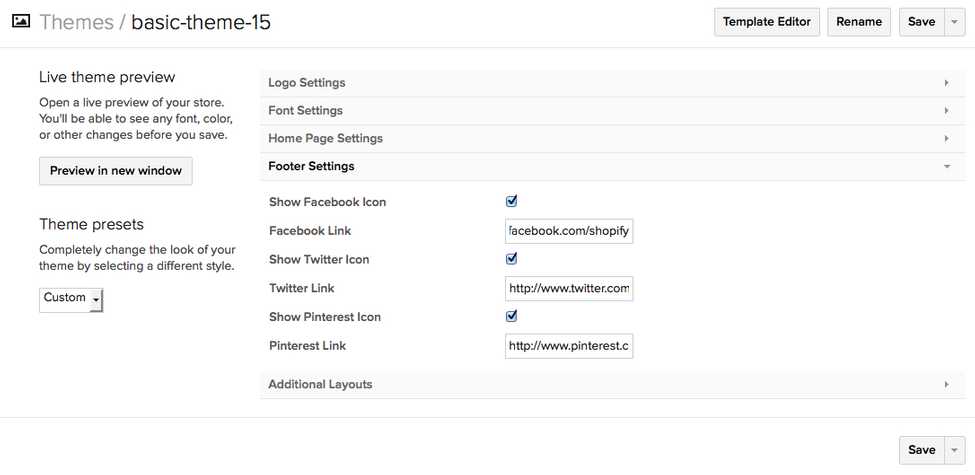 Themes / basic-theme-15
Template Editor
Rename
Save
Live theme preview
Open a live preview of your store.
You'll be able to see any font, color,
or other changes before you save.
Preview in new window
Theme presets
Completely change the look of your
theme by selecting a different style.
Custom
Logo Settings
Font Settings
Home Page Settings
Footer Settings
Show Facebook Icon
Facebook Link facebook.com/shopify
Show Twitter Icon
Twitter Link http://www.twitter.com
Show Pinterest Icon
Pinterest Link http://www.pinterest.c
Additional Layouts
Save